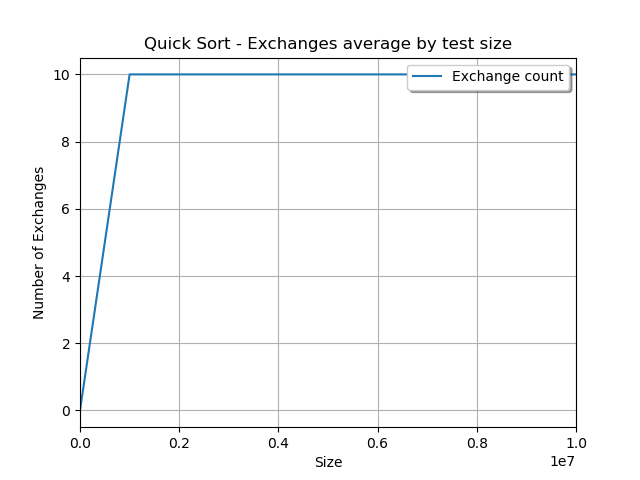 Quick Sort - Exchanges average by test size
Exchange count
Number of Exchanges
10
8
6
4
2
0
0.0 0.2 0.4 0.6 0.8 1.0
1e7
Size